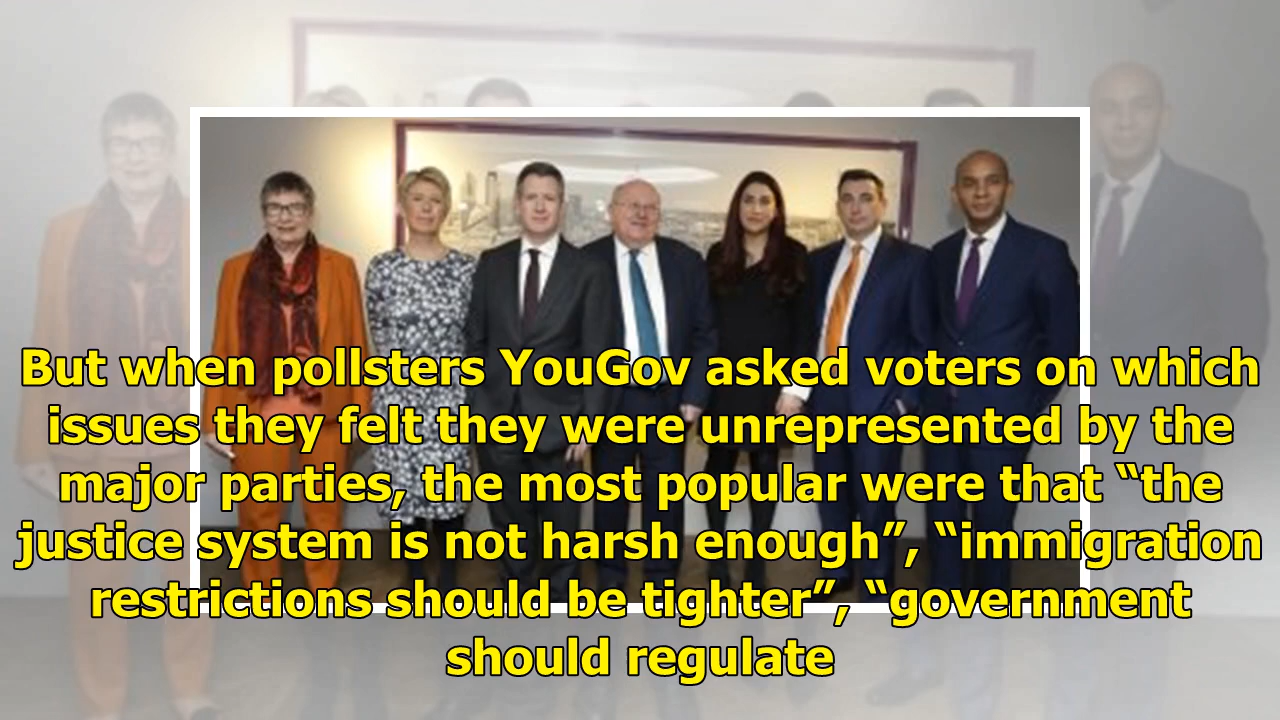 But when pollsters YouGov asked voters on which
issues they felt they were unrepresented by the
major parties, the most popular were that “the
justice system is not harsh enough”, “immigration
restrictions should be tighter”, “government
should regulate